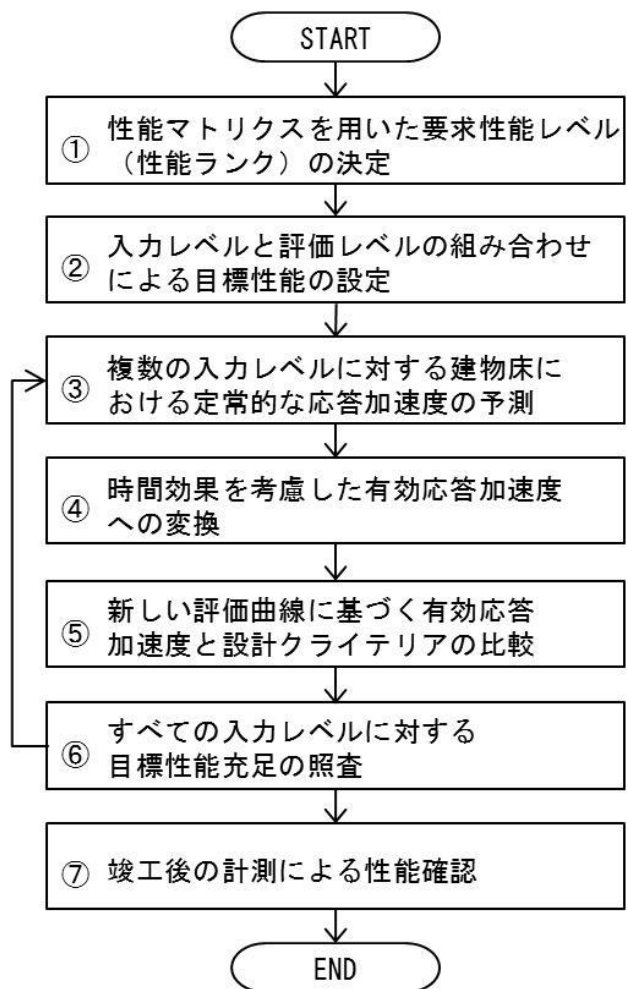 START
① 性能マトリクスを用いた要求性能レベル
（性能ランク）の決定
② 入力レベルと評価レベルの組み合わせ
による目標性能の設定
③ 複数の入力レベルに対する建物床に
おける定常的な応答加速度の予測
④ 時間効果を考慮した有効応答加速度
への変換
⑤ 新しい評価曲線に基づく有効応答
加速度と設計クライテリアの比較
⑥ すべての入力レベルに対する
目標性能充足の照査
⑦ 竣工後の計測による性能確認
END